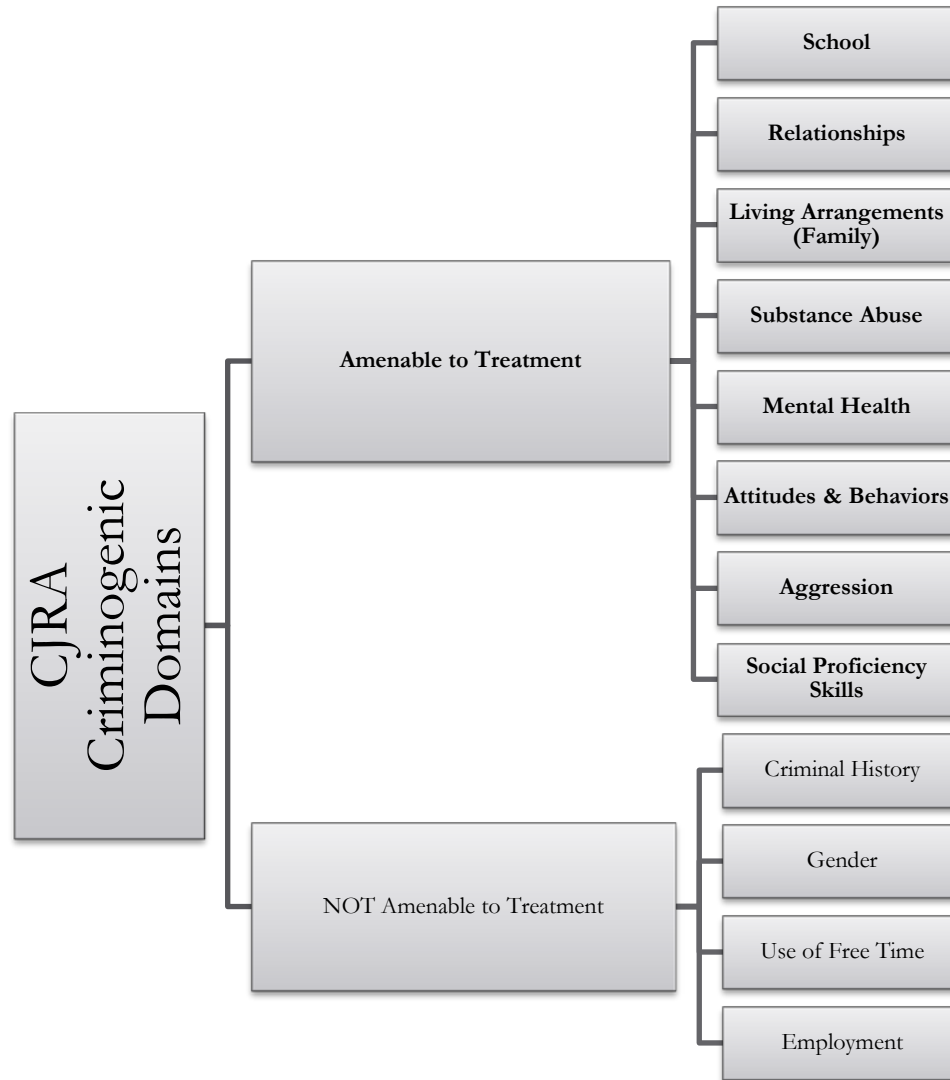 CJRA
Criminogenic
Domains
Amenable to Treatment
School
Relationships
Living Arrangements
(Family)
Substance Abuse
Mental Health
Attitudes & Behaviors
Aggression
Social Proficiency
Skills
NOT Amenable to Treatment
Criminal History
Gender
Use of Free Time
Employment